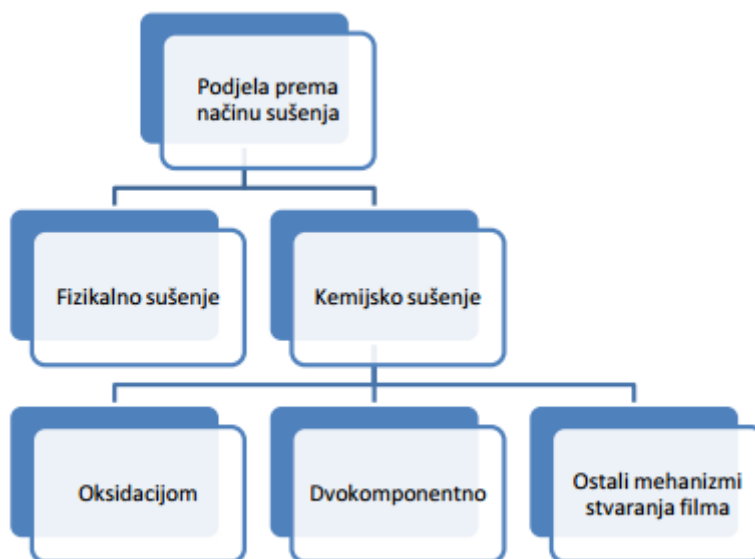 Podjela prema
načinu sušenja
Fizikalno sušenje
Kemijsko sušenje
Oksidacijom
Dvokomponentno
Ostali mehanizmi
stvaranja filma